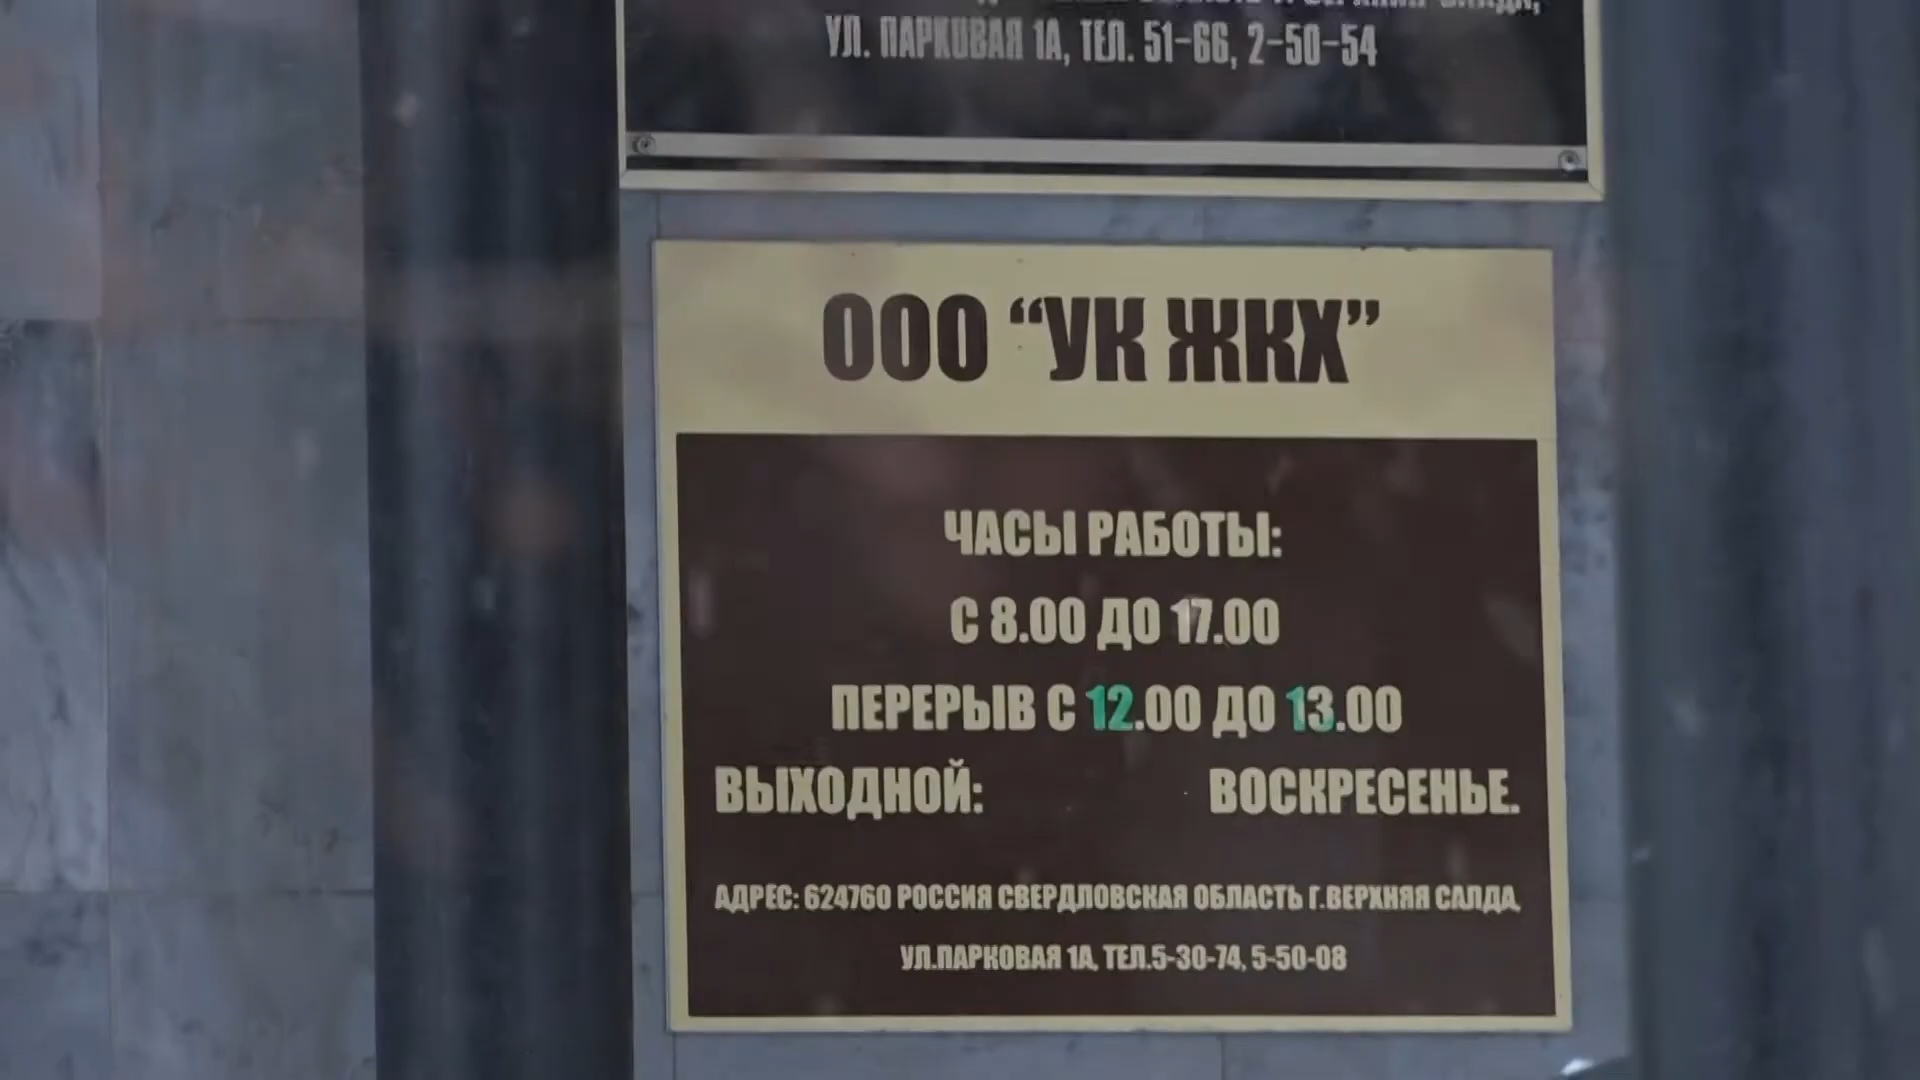 УЛ. ПАРКОВАЯ 1А, ТЕЛ. 51-66, 2-50-54
ООО “УК ЖКХ”
ЧАСЫ РАБОТЫ:
С 8.00 ДО 17.00
ПЕРЕРЫВ С 12.00 ДО 13.00
ВЫХОДНОЙ: ВОСКРЕСЕНЬЕ.
АДРЕС: 624760 РОССИЯ СВЕРДЛОВСКАЯ ОБЛАСТЬ Г.ВЕРХНЯЯ САЛДА,
УЛ.ПАРКОВАЯ 1А, ТЕЛ.5-30-74, 5-50-08